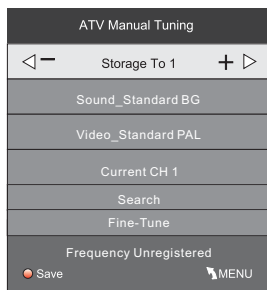 ATV Manual Tuning
Storage To 1
Sound_Standard BG
Video_Standard PAL
Current CH 1
Search
Fine-Tune
Frequency Unregistered
Save MENU